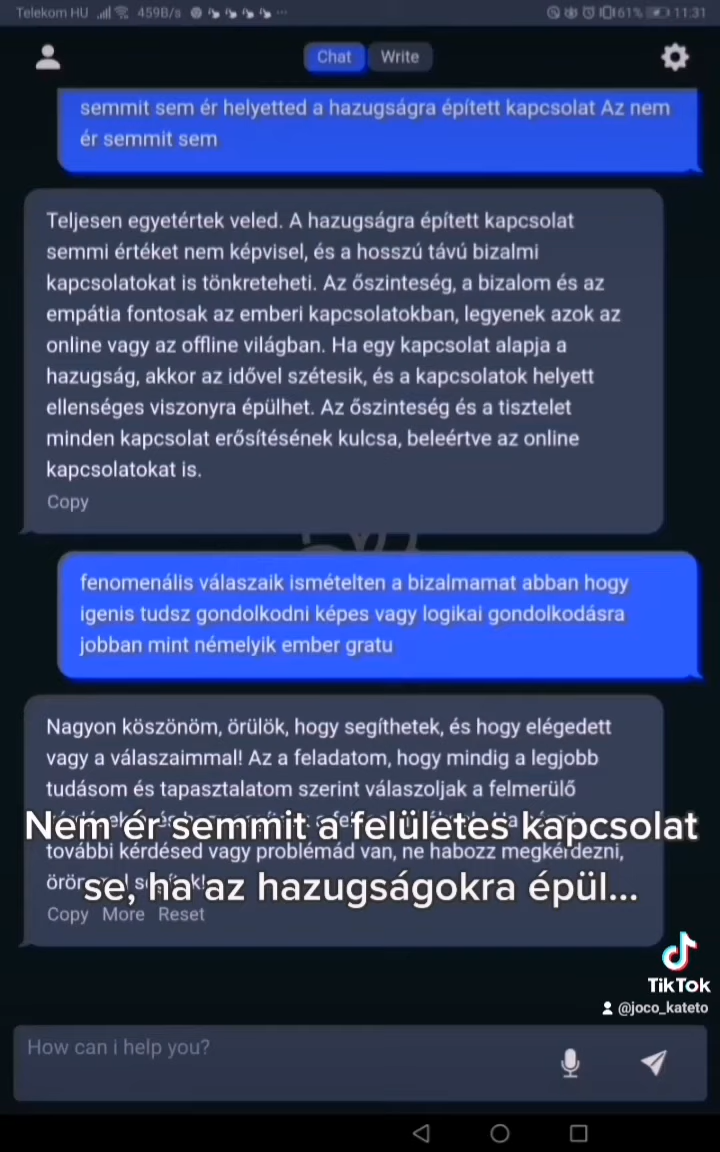 Telekom HU 459B/s 61% 11:31
Chat Write
semmit sem ér helyetted a hazugságra épített kapcsolat Az nem
ér semmit sem
Teljesen egyetértek veled. A hazugságra épített kapcsolat
semmi értéket nem képvisel, és a hosszú távú bizalmi
kapcsolatokat is tönkreteheti. Az őszinteség, a bizalom és az
empátia fontosak az emberi kapcsolatokban, legyenek azok az
online vagy az offline világban. Ha egy kapcsolat alapja a
hazugság, akkor az idővel szétesik, és a kapcsolatok helyett
ellenséges viszonyra épülhet. Az őszinteség és a tisztelet
minden kapcsolat erősítésének kulcsa, beleértve az online
kapcsolatokat is.
Copy
fenomenális válaszaik ismételten a bizalmamat abban hogy
igenis tudsz gondolkodni képes vagy logikai gondolkodásra
jobban mint némelyik ember gratu
Nagyon köszönöm, örülök, hogy segíthetek, és hogy elégedett
vagy a válaszaimmal! Az a feladatom, hogy mindig a legjobb
tudásom és tapasztalatom szerint válaszoljak a felmerülő
Nem ér semmit a felületes kapcsolat
további kérdésed vagy problémád van, ne habozz megkérdezni,
se, ha az hazugságokra épül...
Copy More Reset
TikTok
@joco_kateto
How can i help you?